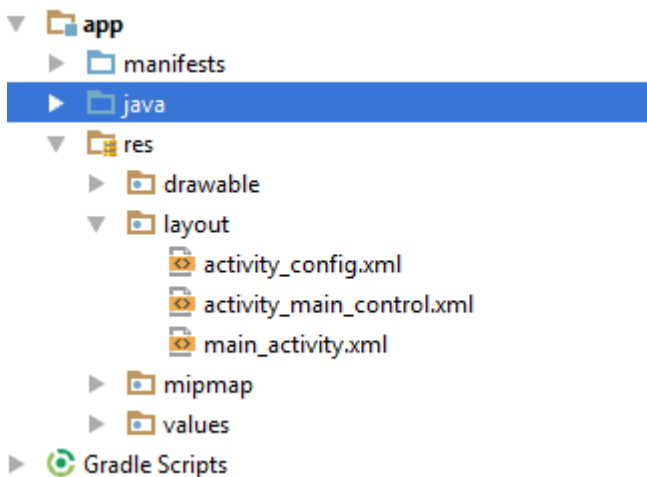 app
manifests
java
res
drawable
layout
activity_config.xml
activity_main_control.xml
main_activity.xml
mipmap
values
Gradle Scripts